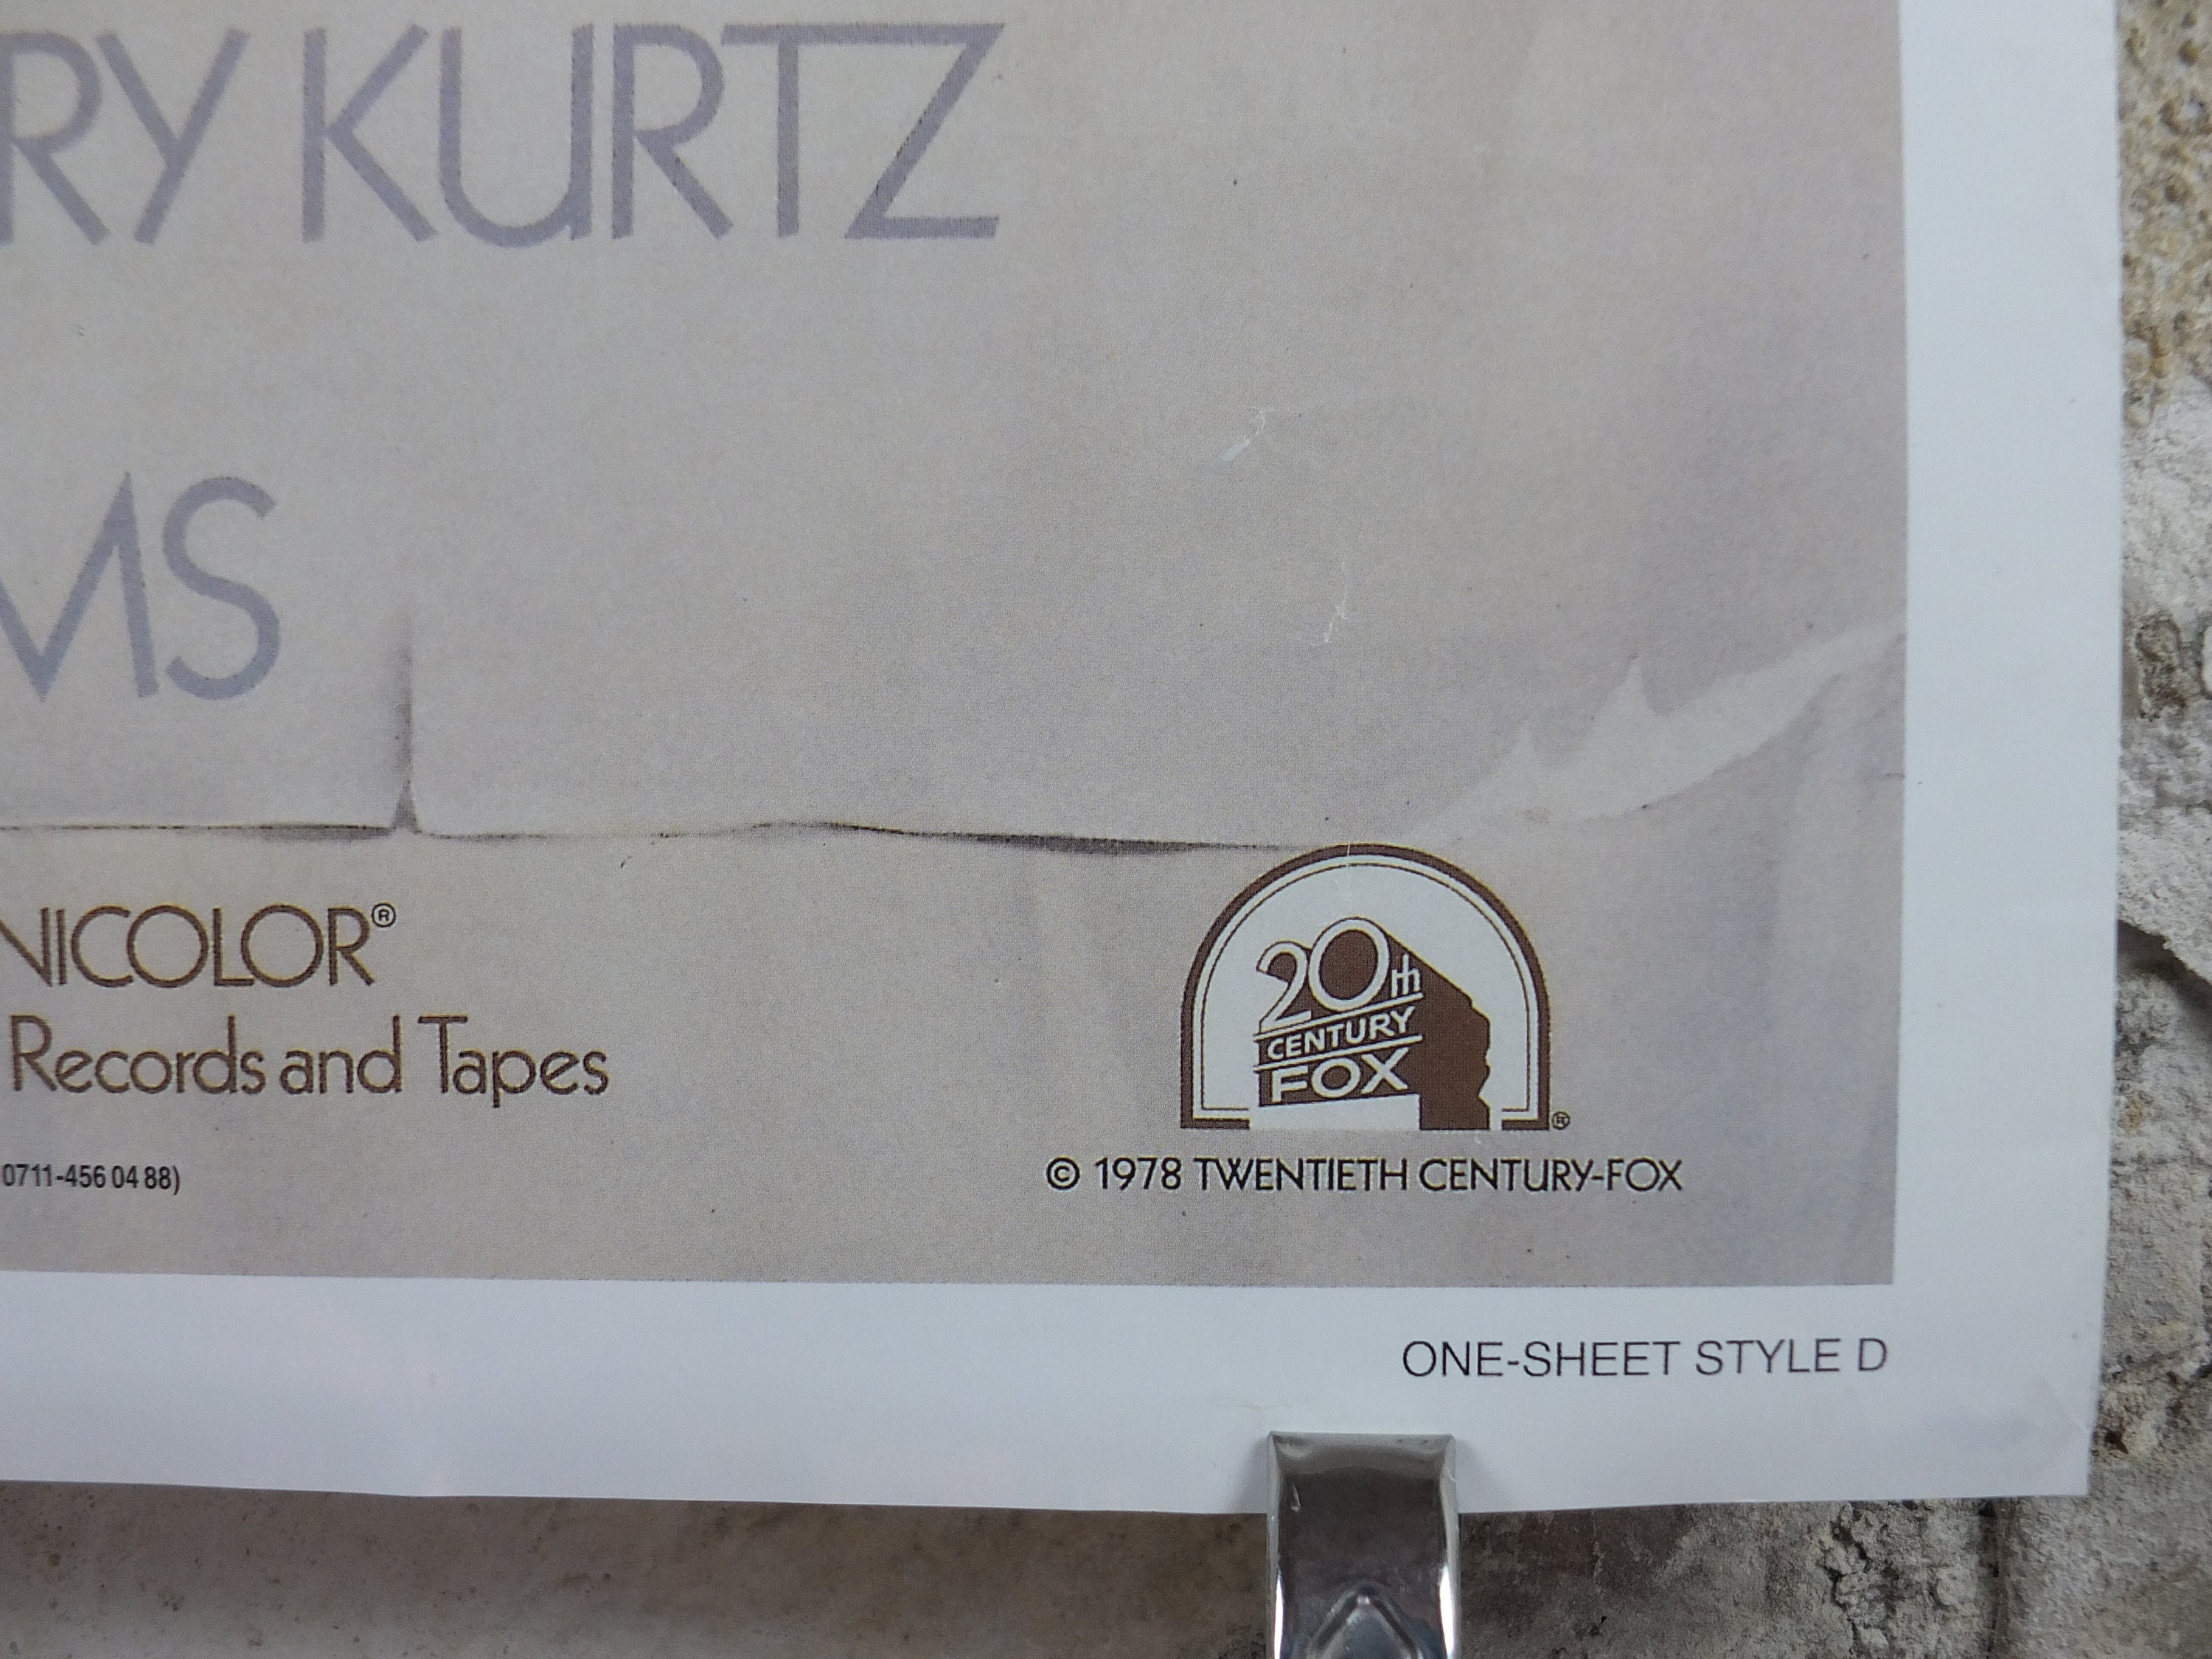 RY KURTZ
MS
NICOLOR®
Records and Tapes
20th
CENTURY
FOX
®
0711-456 04 88)
© 1978 TWENTIETH CENTURY-FOX
ONE-SHEET STYLE D